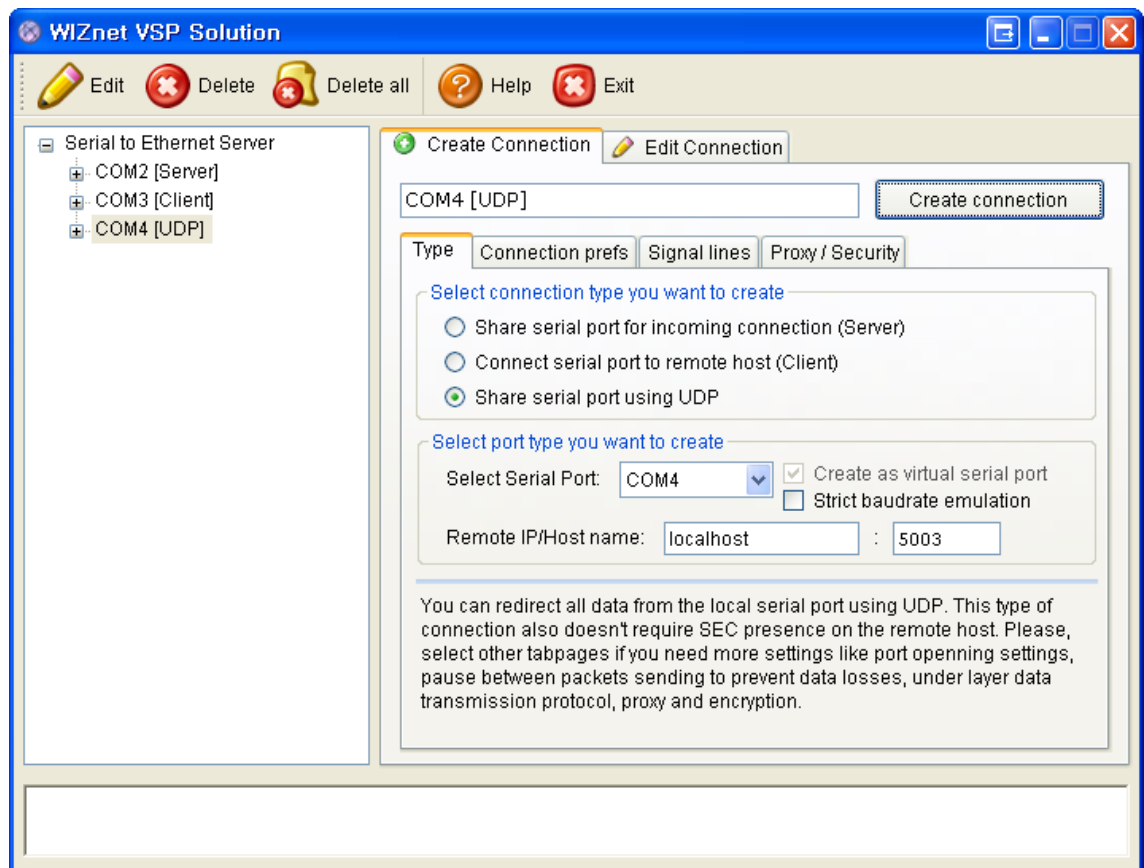 WIZnet VSP Solution
Edit Delete Delete all Help Exit
Serial to Ethernet Server
COM2 [Server]
COM3 [Client]
COM4 [UDP]
Create Connection Edit Connection
COM4 [UDP] Create connection
Type Connection prefs Signal lines Proxy / Security
Select connection type you want to create
Share serial port for incoming connection (Server)
Connect serial port to remote host (Client)
Share serial port using UDP
Select port type you want to create
Select Serial Port: COM4 Create as virtual serial port
Strict baudrate emulation
Remote IP/Host name: localhost : 5003
You can redirect all data from the local serial port using UDP. This type of
connection also doesn't require SEC presence on the remote host. Please,
select other tabpages if you need more settings like port openning settings,
pause between packets sending to prevent data losses, under layer data
transmission protocol, proxy and encryption.